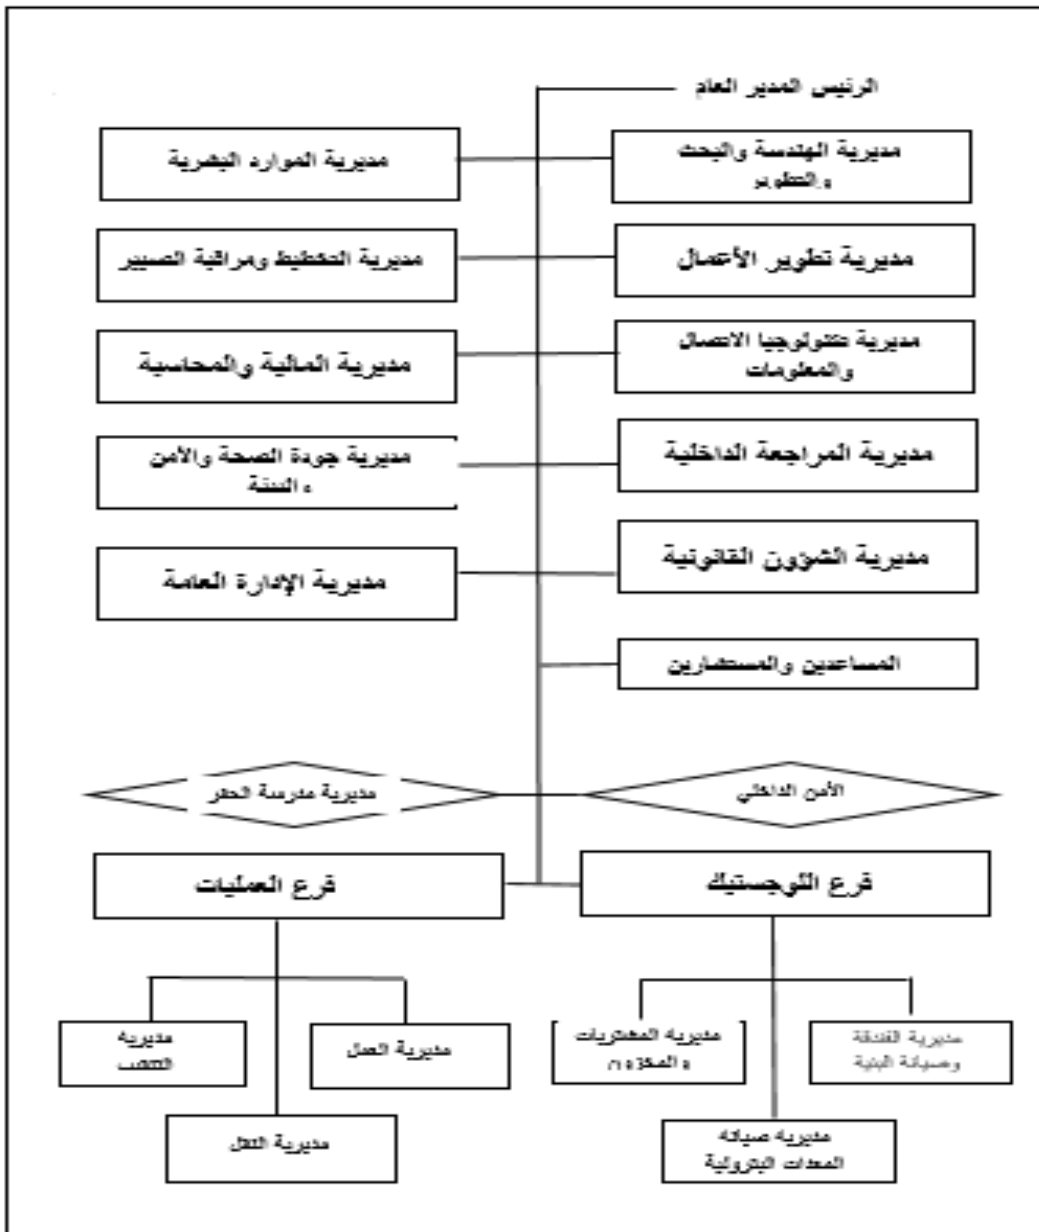 الرئيس المدير العام
مديرية الهندسة والبحث
والتطوير
مديرية الموارد البشرية
مديرية تطوير الأعمال
مديرية التخطيط ومراقبة التسيير
مديرية تكنولوجيا الاتصال
والمعلومات
مديرية المالية والمحاسبة
مديرية المراجعة الداخلية
مديرية جودة الصحة والأمن
والبيئة
مديرية الشؤون القانونية
مديرية الإدارة العامة
المساعدين والمستشارين
الأمن الداخلي
مديرية مدرسة الحفر
فرع اللوجستيك
فرع العمليات
مديرية الفندقة
وصيانة البنية
مديرية المشتريات
والمخزون
مديرية العمل
مديرية
مديرية صيانة
المعدات البترولية
مديرية النقل